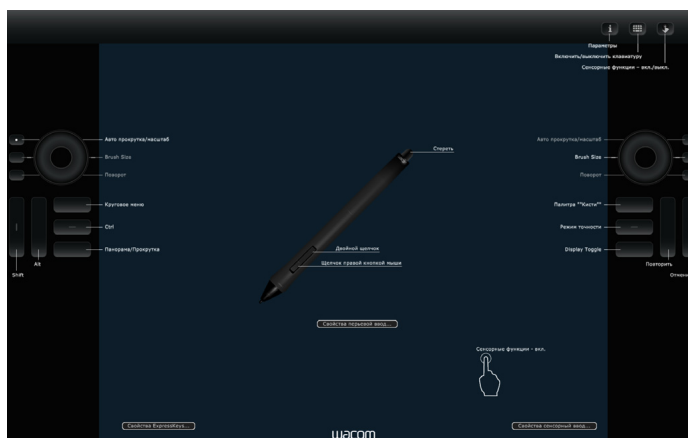 Параметры
Включить/выключить клавиатуру
Сенсорные функции – вкл./выкл.
Авто прокрутка/масштаб
Brush Size
Поворот
Круговое меню
Ctrl
Панорама/Прокрутка
Shift
Alt
Стереть
Двойной щелчок
Щелчок правой кнопкой мыши
Свойства перьевой ввод...
Авто прокрутка/масштаб
Brush Size
Поворот
Палитра ""Кисти""
Режим точности
Display Toggle
Повторить
Сенсорные функции - вкл.
Свойства ExpressKeys...
wacom
Свойства сенсорный ввод...